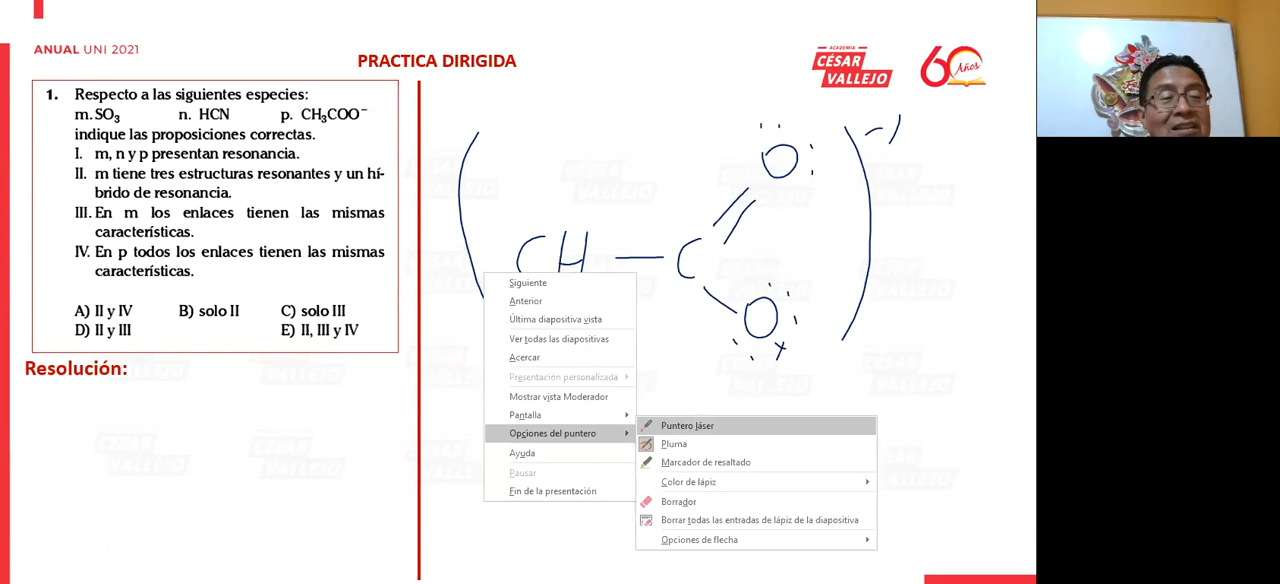 ANUAL UNI 2021
PRACTICA DIRIGIDA
ACADEMIA
CÉSAR
VALLEJO
60 Años
1. Respecto a las siguientes especies:
m. SO₃ n. HCN p. CH₃COO⁻
indique las proposiciones correctas.
I. m, n y p presentan resonancia.
II. m tiene tres estructuras resonantes y un hí-
brido de resonancia.
III. En m los enlaces tienen las mismas
características.
IV. En p todos los enlaces tienen las mismas
características.
A) II y IV B) solo II C) solo III
D) II y III E) II, III y IV
Resolución:
O
CH — C
O
-1
Siguiente
Anterior
Última diapositiva vista
Ver todas las diapositivas
Acercar
Presentación personalizada
Mostrar vista Moderador
Pantalla
Opciones del puntero
Ayuda
Pausar
Fin de la presentación
Puntero láser
Pluma
Marcador de resaltado
Color de lápiz
Borrador
Borrar todas las entradas de lápiz de la diapositiva
Opciones de flecha